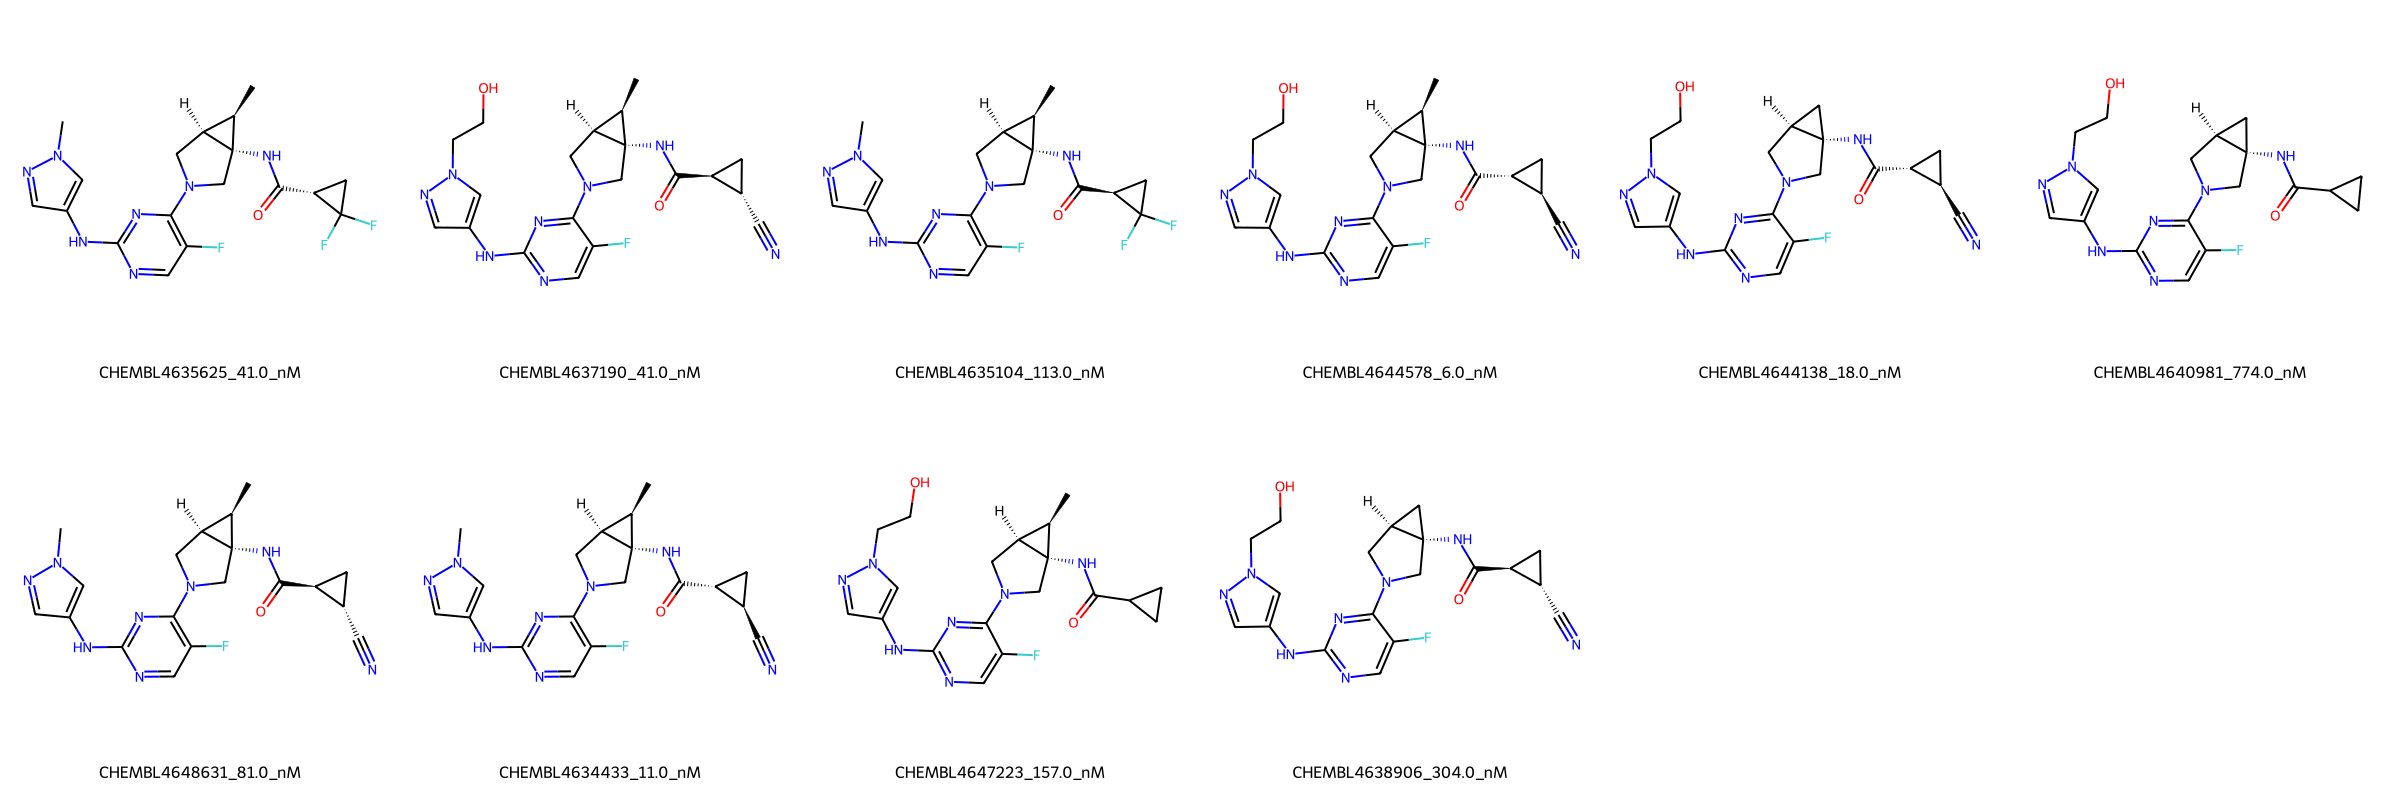 CHEMBL4635625_41.0_nM
CHEMBL4637190_41.0_nM
CHEMBL4635104_113.0_nM
CHEMBL4644578_6.0_nM
CHEMBL4644138_18.0_nM
CHEMBL4640981_774.0_nM
CHEMBL4648631_81.0_nM
CHEMBL4634433_11.0_nM
CHEMBL4647223_157.0_nM
CHEMBL4638906_304.0_nM